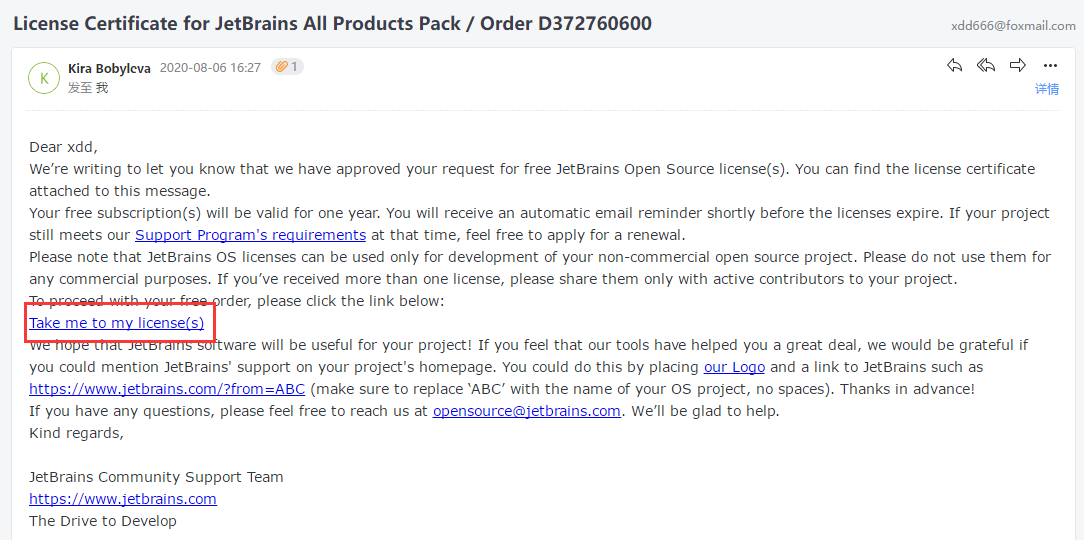 License Certificate for JetBrains All Products Pack / Order D372760600
xdd666@foxmail.com
K
Kira Bobyleva 2020-08-06 16:27 1
发至 我
详情
Dear xdd,
We’re writing to let you know that we have approved your request for free JetBrains Open Source license(s). You can find the license certificate
attached to this message.
Your free subscription(s) will be valid for one year. You will receive an automatic email reminder shortly before the licenses expire. If your project
still meets our Support Program's requirements at that time, feel free to apply for a renewal.
Please note that JetBrains OS licenses can be used only for development of your non-commercial open source project. Please do not use them for
any commercial purposes. If you’ve received more than one license, please share them only with active contributors to your project.
To proceed with your free order, please click the link below:
Take me to my license(s)
We hope that JetBrains software will be useful for your project! If you feel that our tools have helped you a great deal, we would be grateful if
you could mention JetBrains' support on your project's homepage. You could do this by placing our Logo and a link to JetBrains such as
https://www.jetbrains.com/?from=ABC (make sure to replace ‘ABC’ with the name of your OS project, no spaces). Thanks in advance!
If you have any questions, please feel free to reach us at opensource@jetbrains.com. We’ll be glad to help.
Kind regards,
JetBrains Community Support Team
https://www.jetbrains.com
The Drive to Develop